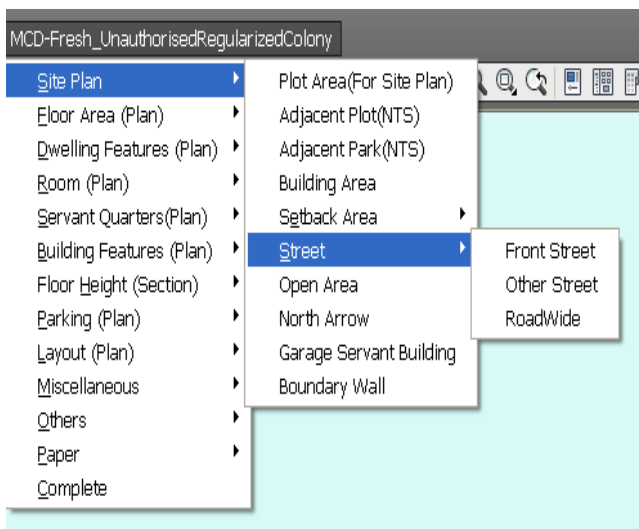 MCD-Fresh_UnauthorisedRegularizedColony
Site Plan
Floor Area (Plan)
Dwelling Features (Plan)
Room (Plan)
Servant Quarters(Plan)
Building Features (Plan)
Floor Height (Section)
Parking (Plan)
Layout (Plan)
Miscellaneous
Others
Paper
Complete
Plot Area(For Site Plan)
Adjacent Plot(NTS)
Adjacent Park(NTS)
Building Area
Setback Area
Street
Open Area
North Arrow
Garage Servant Building
Boundary Wall
Front Street
Other Street
RoadWide